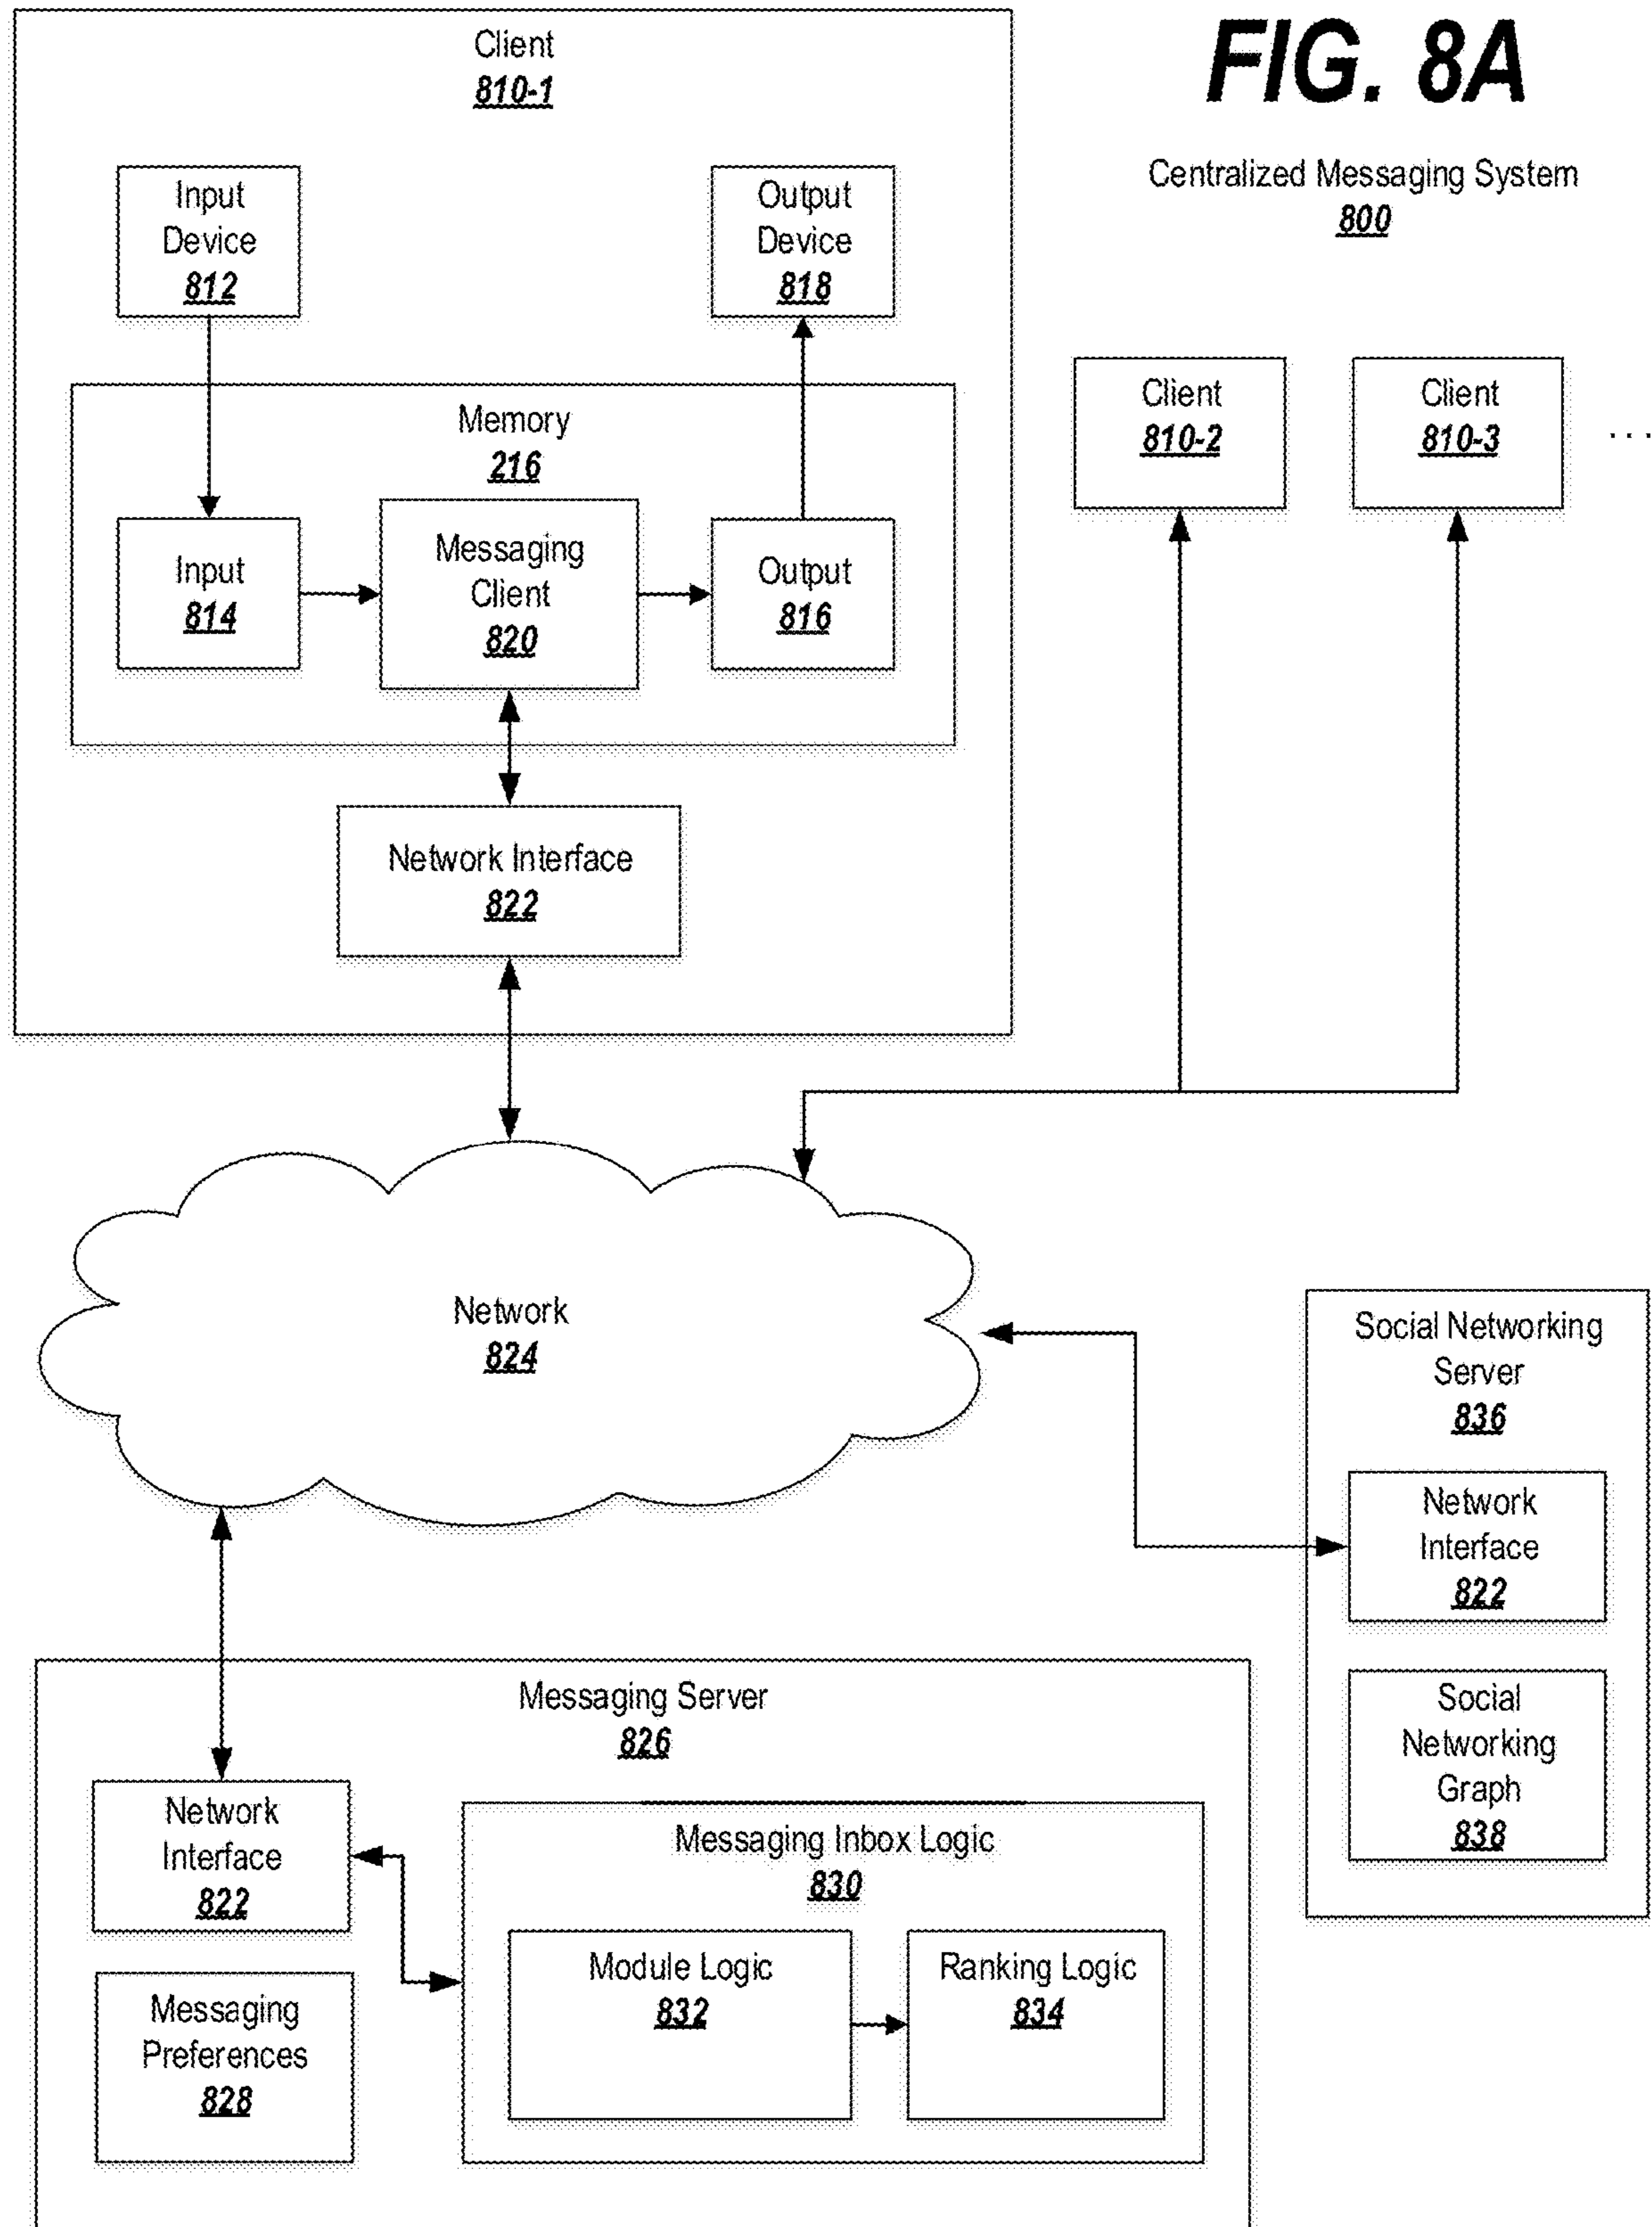 FIG. 8A
Centralized Messaging System
800
Client
810-1
Input
Device
812
Output
Device
818
Memory
216
Input
814
Messaging
Client
820
Output
816
Network Interface
822
Client
810-2
Client
810-3
...
Network
824
Social Networking
Server
836
Network
Interface
822
Social
Networking
Graph
838
Messaging Server
826
Network
Interface
822
Messaging
Preferences
828
Messaging Inbox Logic
830
Module Logic
832
Ranking Logic
834